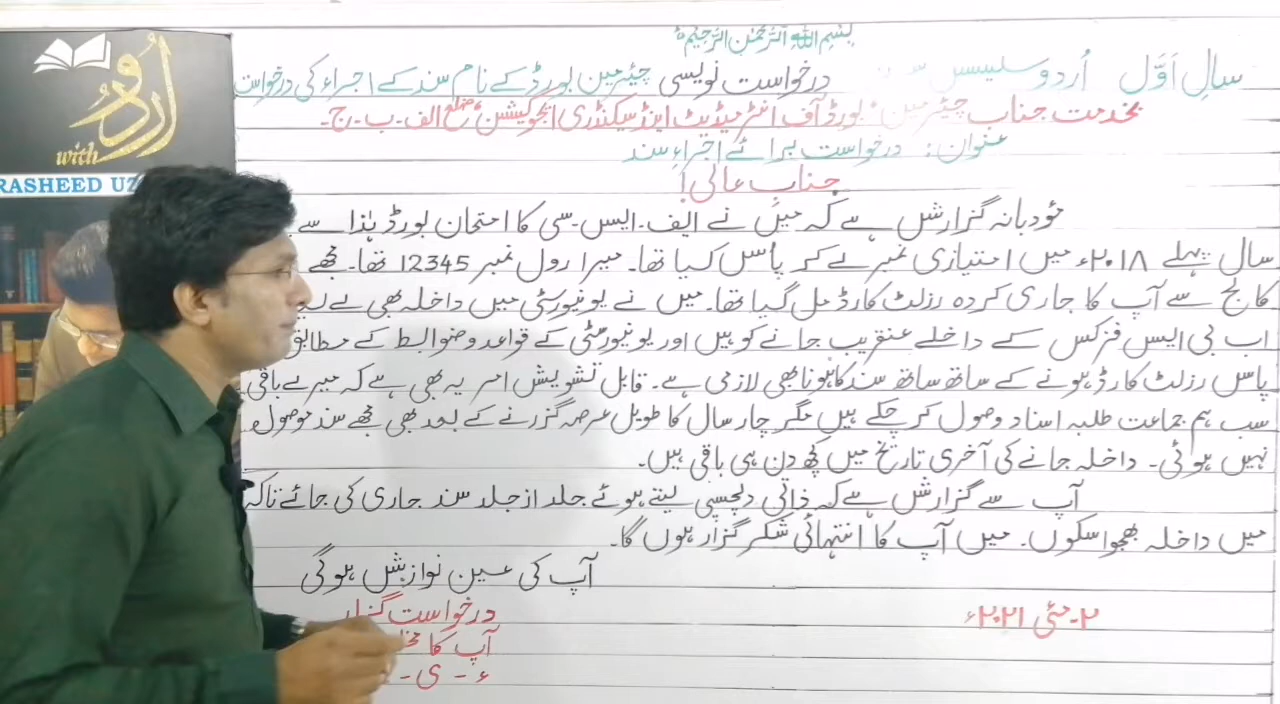 بِسْمِ اللهِ الرَّحْمٰنِ الرَّحِیْمِ
سالِ اَوَّل اُردو سلیبس درخواست نویسی چیئرمین بورڈ کے نام سند کے اجراء کی درخواست
بخدمت جناب چیئرمین بورڈ آف انٹرمیڈیٹ اینڈ سیکنڈری ایجوکیشن، ضلع الف۔ب۔ج۔
عنوان: درخواست برائے اجراءِ سند
جنابِ عالی!
مؤدبانہ گزارش ہے کہ میں نے ایف۔ایس۔سی کا امتحان بورڈ ہٰذا سے
سال پہلے ۲۰۱۸ء میں امتیازی نمبر لے کر پاس کیا تھا۔ میرا رول نمبر 12345 تھا۔ مجھے
کالج سے آپ کا جاری کردہ رزلٹ کارڈ مل گیا تھا۔ میں نے یونیورسٹی میں داخلہ بھی لے
اب بی ایس فزکس کے داخلے عنقریب جانے کو ہیں اور یونیورسٹی کے قواعد و ضوابط کے مطابق
پاس رزلٹ کارڈ ہونے کے ساتھ ساتھ سند کا ہونا بھی لازمی ہے۔ قابل تشویش امر یہ بھی ہے کہ میرے باقی
سب ہم جماعت طلبہ اسناد وصول کر چکے ہیں مگر چار سال کا طویل عرصہ گزرنے کے بعد بھی مجھے سند موصول
نہیں ہوئی۔ داخلہ جانے کی آخری تاریخ میں کچھ دن ہی باقی ہیں۔
آپ سے گزارش ہے کہ ذاتی دلچسپی لیتے ہوئے جلد از جلد سند جاری کی جائے تاکہ
میں داخلہ بھجوا سکوں۔ میں آپ کا انتہائی شکر گزار ہوں گا۔
آپ کی عین نوازش ہوگی
درخواست گزار
۲۔مئی ۲۰۲۱ء
آپ کا
ء - ی -
اُردُو
with
RASHEED